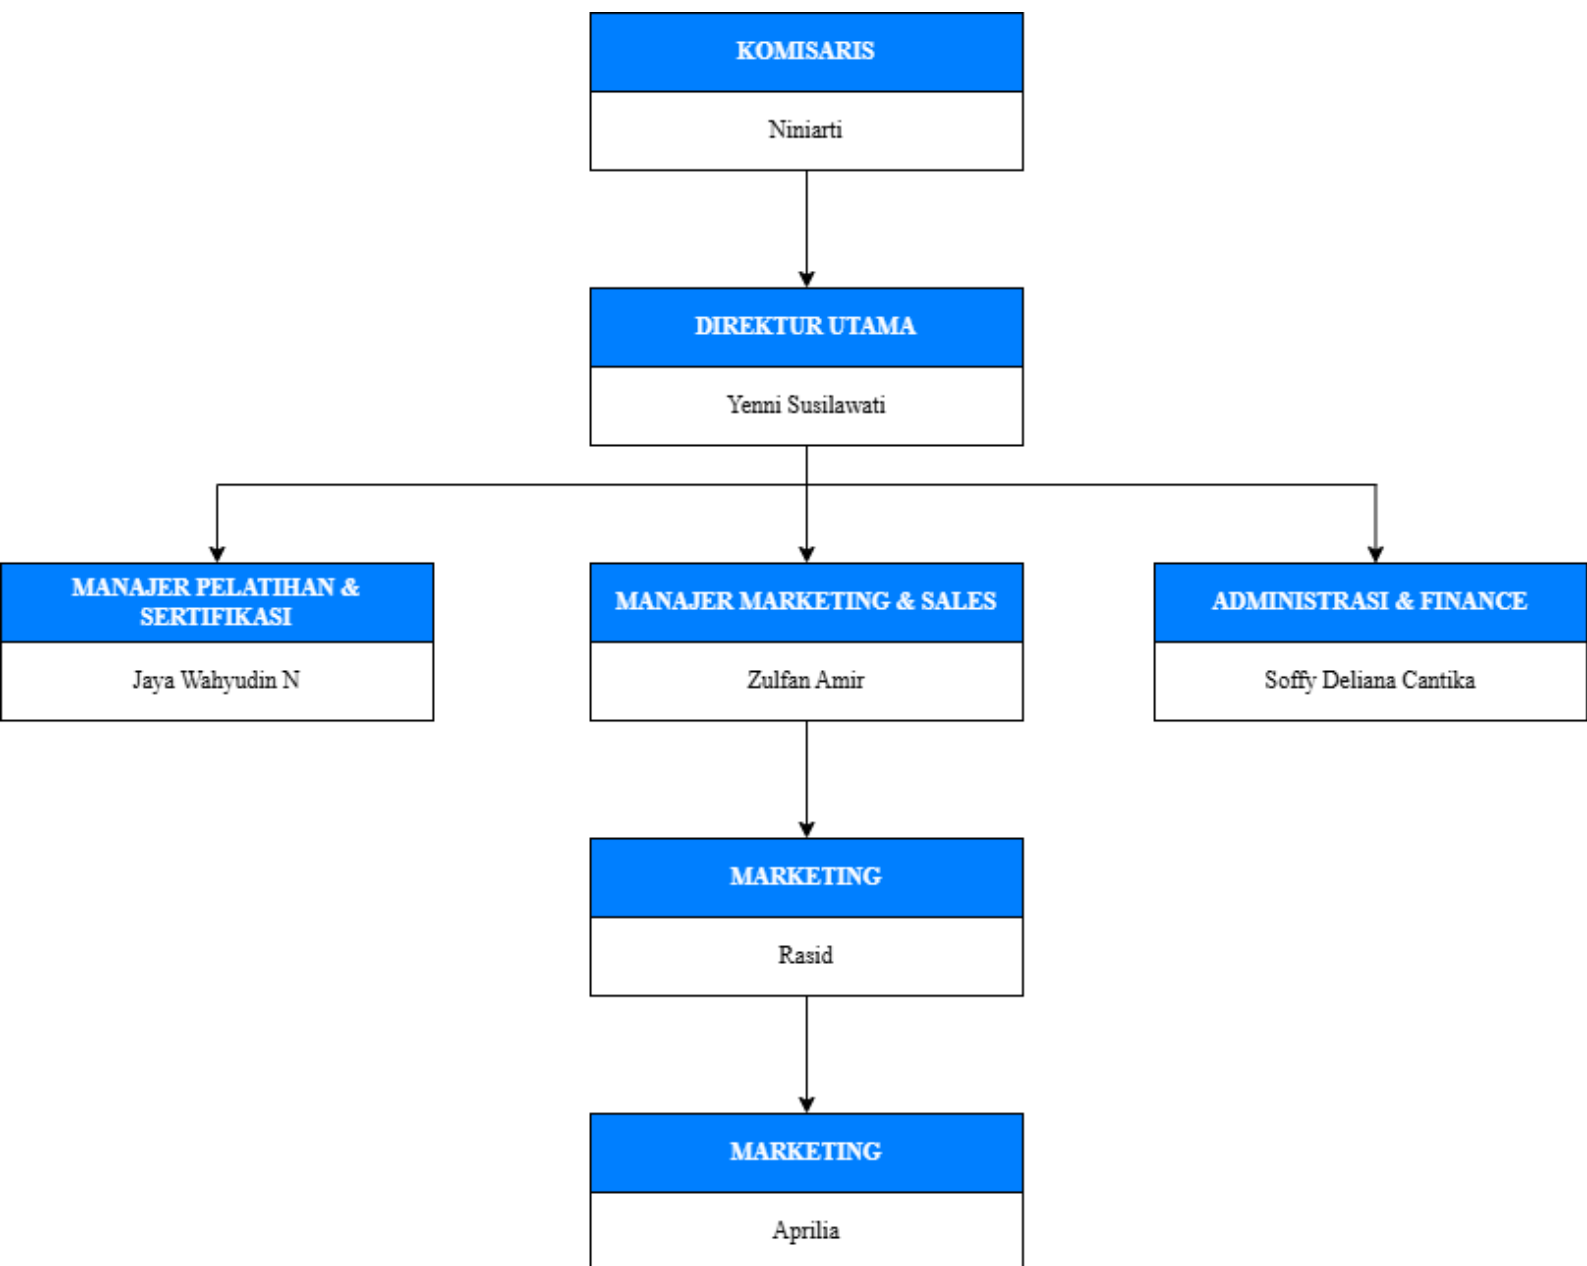 KOMISARIS
Niniarti
DIREKTUR UTAMA
Yenni Susilawati
MANAJER PELATIHAN &
SERTIFIKASI
Jaya Wahyudin N
MANAJER MARKETING & SALES
Zulfan Amir
ADMINISTRASI & FINANCE
Soffy Deliana Cantika
MARKETING
Rasid
MARKETING
Aprilia